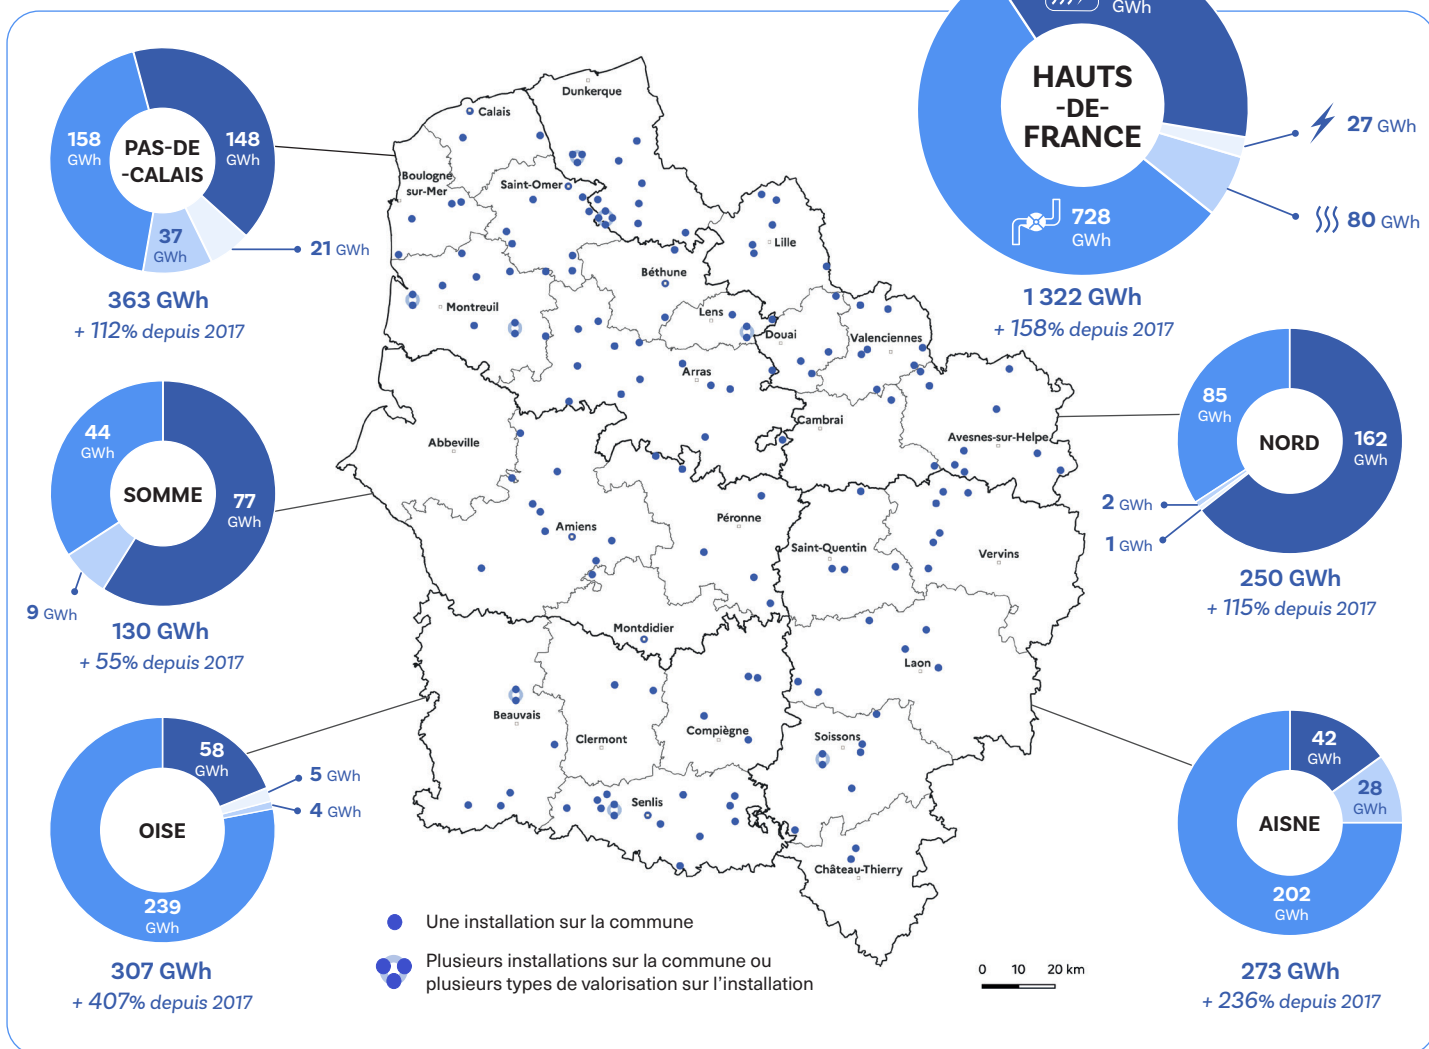 GWh
HAUTS
-DE-
FRANCE
27 GWh
80 GWh
728
GWh
1 322 GWh
+ 158% depuis 2017
158
GWh
148
GWh
PAS-DE
-CALAIS
37
GWh
21 GWh
363 GWh
+ 112% depuis 2017
44
GWh
SOMME
77
GWh
9 GWh
130 GWh
+ 55% depuis 2017
58
GWh
5 GWh
4 GWh
OISE
239
GWh
307 GWh
+ 407% depuis 2017
85
GWh
162
GWh
NORD
2 GWh
1 GWh
250 GWh
+ 115% depuis 2017
42
GWh
28
GWh
AISNE
202
GWh
273 GWh
+ 236% depuis 2017
Dunkerque
Calais
Boulogne
sur-Mer
Saint-Omer
Lille
Béthune
Montreuil
Lens
Douai
Valenciennes
Arras
Cambrai
Avesnes-sur-Helpe
Abbeville
Amiens
Péronne
Saint-Quentin
Vervins
Montdidier
Laon
Beauvais
Clermont
Compiègne
Soissons
Senlis
Château-Thierry
Une installation sur la commune
Plusieurs installations sur la commune ou
plusieurs types de valorisation sur l'installation
0 10 20 km